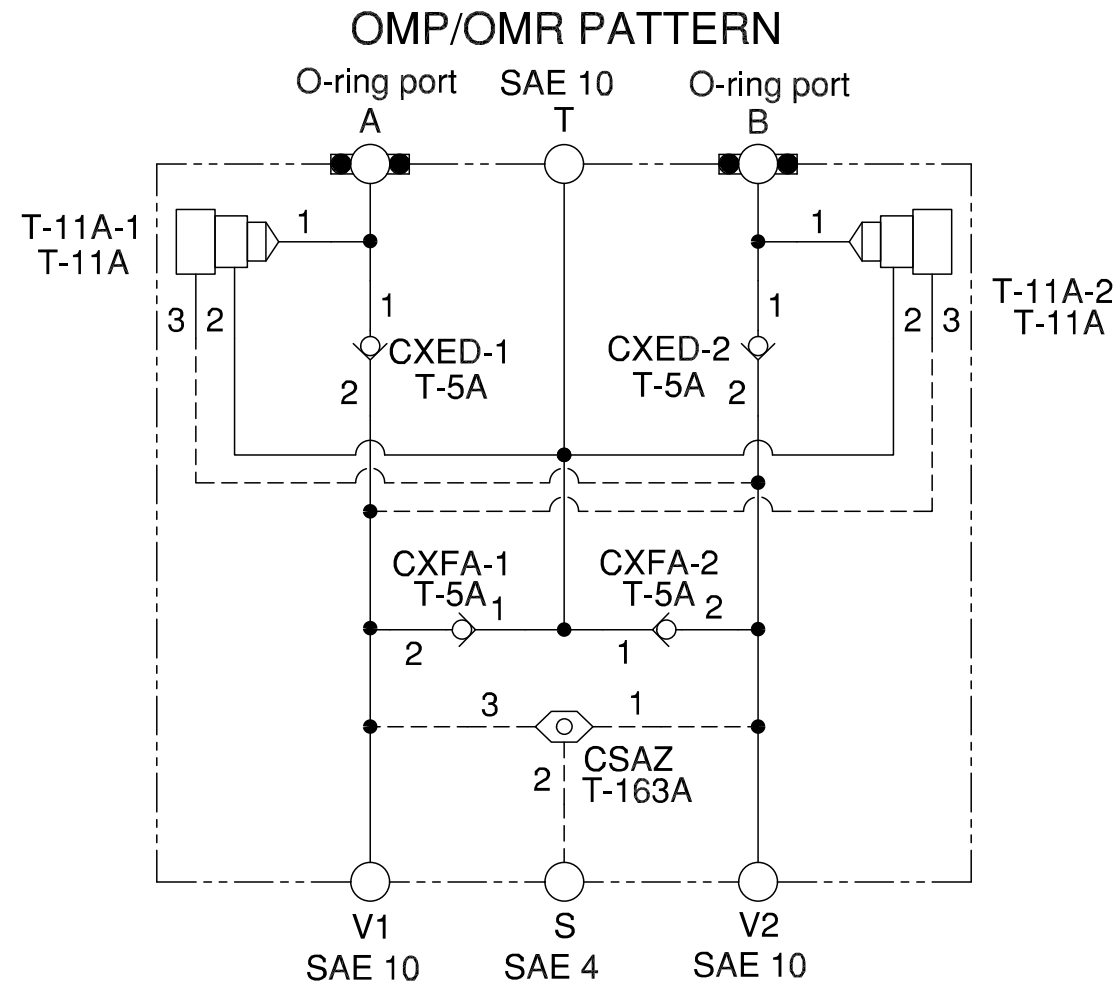 OMP/OMR PATTERN
O-ring port
A
SAE 10
T
O-ring port
B
T-11A-1
T-11A
1
1
T-11A-2
T-11A
3
2
1
1
2
3
CXED-1
T-5A
CXED-2
T-5A
2
2
CXFA-1
T-5A
1
CXFA-2
T-5A
2
2
1
3
1
CSAZ
T-163A
2
V1
SAE 10
S
SAE 4
V2
SAE 10